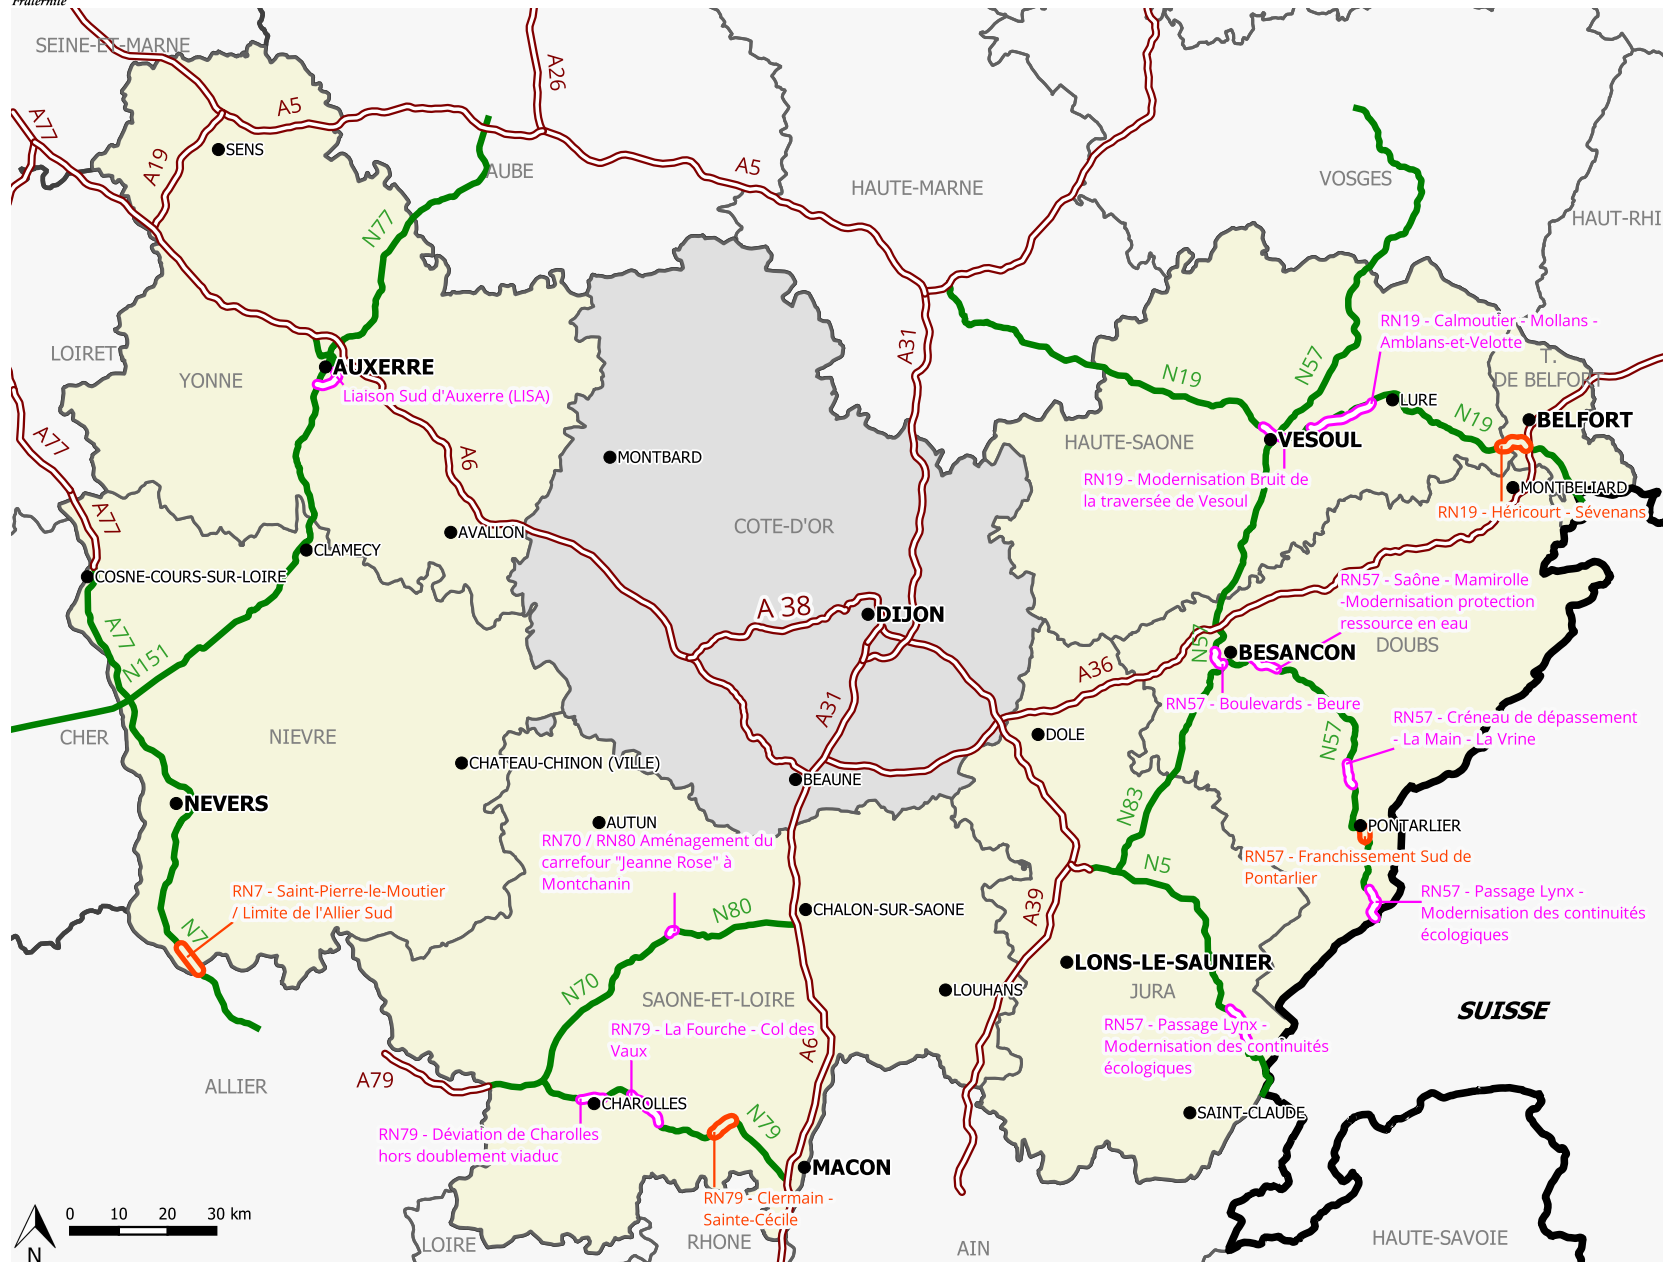 Fraternité
SEINE-ET-MARNE
A26
A5
A77
A19
SENS
AUBE
A5
HAUTE-MARNE
VOSGES
HAUT-RHI
N77
LOIRET
YONNE
AUXERRE
Liaison Sud d'Auxerre (LISA)
A31
N19
N57
RN19 - Calmoutier - Mollans -
Amblans-et-Velotte
T.
DE BELFORT
LURE
N19
BELFORT
A77
A6
MONTBARD
HAUTE-SAONE
VESOUL
RN19 - Modernisation Bruit de
la traversée de Vesoul
MONTBELIARD
RN19 - Héricourt - Sévenans
A77
AVALLON
COTE-D'OR
CLAMECY
COSNE-COURS-SUR-LOIRE
RN57 - Saône - Mamirolle
-Modernisation protection
ressource en eau
A 38
DIJON
A77
N151
N57
BESANCON
DOUBS
A36
A31
RN57 - Boulevards - Beure
CHER
NIEVRE
DOLE
N57
RN57 - Créneau de dépassement
- La Main - La Vrine
CHATEAU-CHINON (VILLE)
BEAUNE
NEVERS
N83
AUTUN
PONTARLIER
RN70 / RN80 Aménagement du
carrefour "Jeanne Rose" à
Montchanin
N5
RN57 - Franchissement Sud de
Pontarlier
RN7 - Saint-Pierre-le-Moutier
/ Limite de l'Allier Sud
N7
N80
CHALON-SUR-SAONE
A39
RN57 - Passage Lynx -
Modernisation des continuités
écologiques
LONS-LE-SAUNIER
JURA
N70
SAONE-ET-LOIRE
LOUHANS
SUISSE
RN79 - La Fourche - Col des
Vaux
A6
RN57 - Passage Lynx -
Modernisation des continuités
écologiques
A79
ALLIER
CHAROLLES
N79
SAINT-CLAUDE
RN79 - Déviation de Charolles
hors doublement viaduc
MACON
RN79 - Clermain -
Sainte-Cécile
0 10 20 30 km
N
LOIRE
RHONE
AIN
HAUTE-SAVOIE